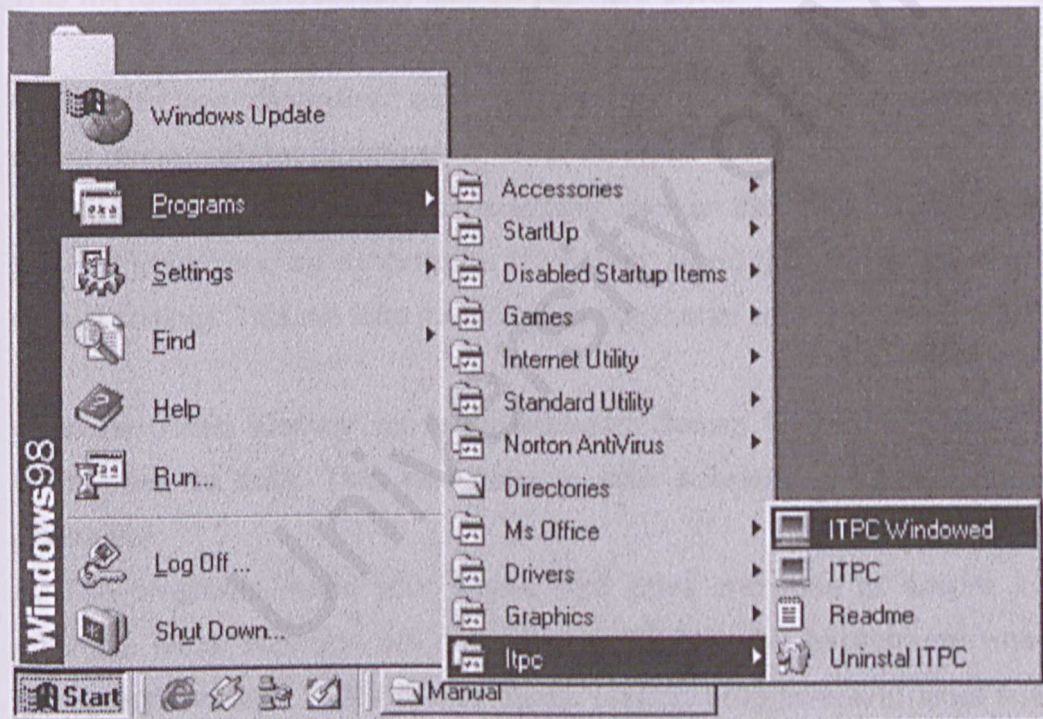 Windows Update
Programs
Settings
Find
Help
Run...
Log Off ...
Shut Down...
Windows98
Accessories
StartUp
Disabled Startup Items
Games
Internet Utility
Standard Utility
Norton AntiVirus
Directories
Ms Office
Drivers
Graphics
Itpc
ITPC Windowed
ITPC
Readme
Uninstal ITPC
Start
Manual
University of M